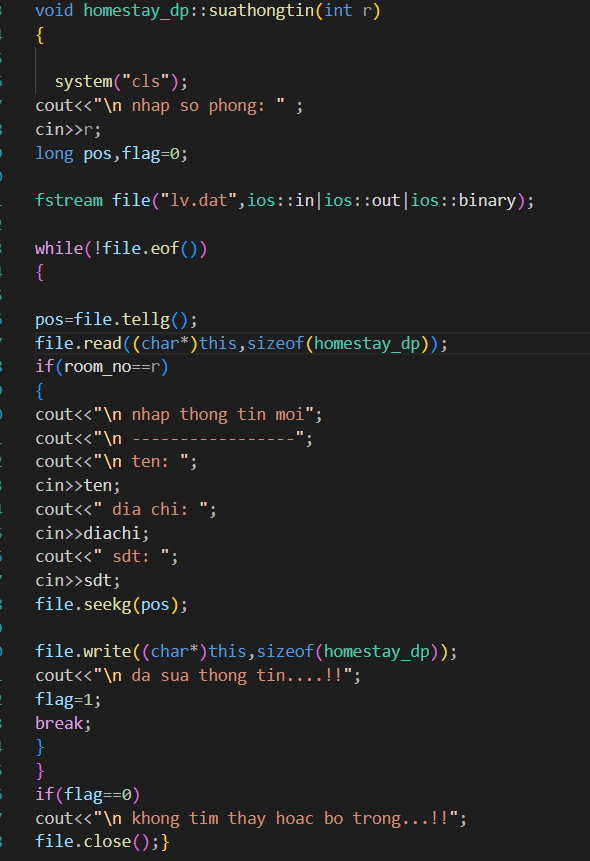 void homestay_dp::suathongtin(int r)
{
system("cls");
cout<<"\n nhap so phong: " ;
cin>>r;
long pos,flag=0;
fstream file("lv.dat",ios::in|ios::out|ios::binary);
while(!file.eof())
{
pos=file.tellg();
file.read((char*)this,sizeof(homestay_dp));
if(room_no==r)
{
cout<<"\n nhap thong tin moi";
cout<<"\n -----------------";
cout<<"\n ten: ";
cin>>ten;
cout<<" dia chi: ";
cin>>diachi;
cout<<" sdt: ";
cin>>sdt;
file.seekg(pos);
file.write((char*)this,sizeof(homestay_dp));
cout<<"\n da sua thong tin....!!";
flag=1;
break;
}
}
if(flag==0)
cout<<"\n khong tim thay hoac bo trong...!!";
file.close();}